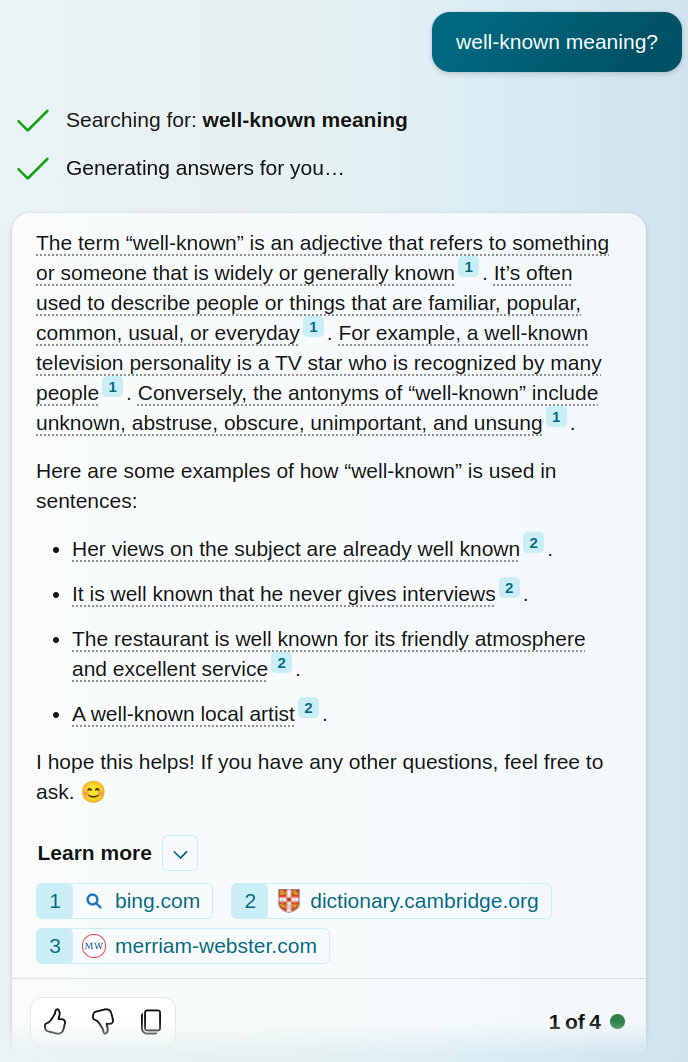 well-known meaning?
Searching for: well-known meaning
Generating answers for you…
The term “well-known” is an adjective that refers to something
or someone that is widely or generally known 1 . It’s often
used to describe people or things that are familiar, popular,
common, usual, or everyday 1 . For example, a well-known
television personality is a TV star who is recognized by many
people 1 . Conversely, the antonyms of “well-known” include
unknown, abstruse, obscure, unimportant, and unsung 1 .
Here are some examples of how “well-known” is used in
sentences:
• Her views on the subject are already well known 2 .
• It is well known that he never gives interviews 2 .
• The restaurant is well known for its friendly atmosphere
and excellent service 2 .
• A well-known local artist 2 .
I hope this helps! If you have any other questions, feel free to
ask. 😊
Learn more
1 bing.com 2 dictionary.cambridge.org
3 MW merriam-webster.com
1 of 4